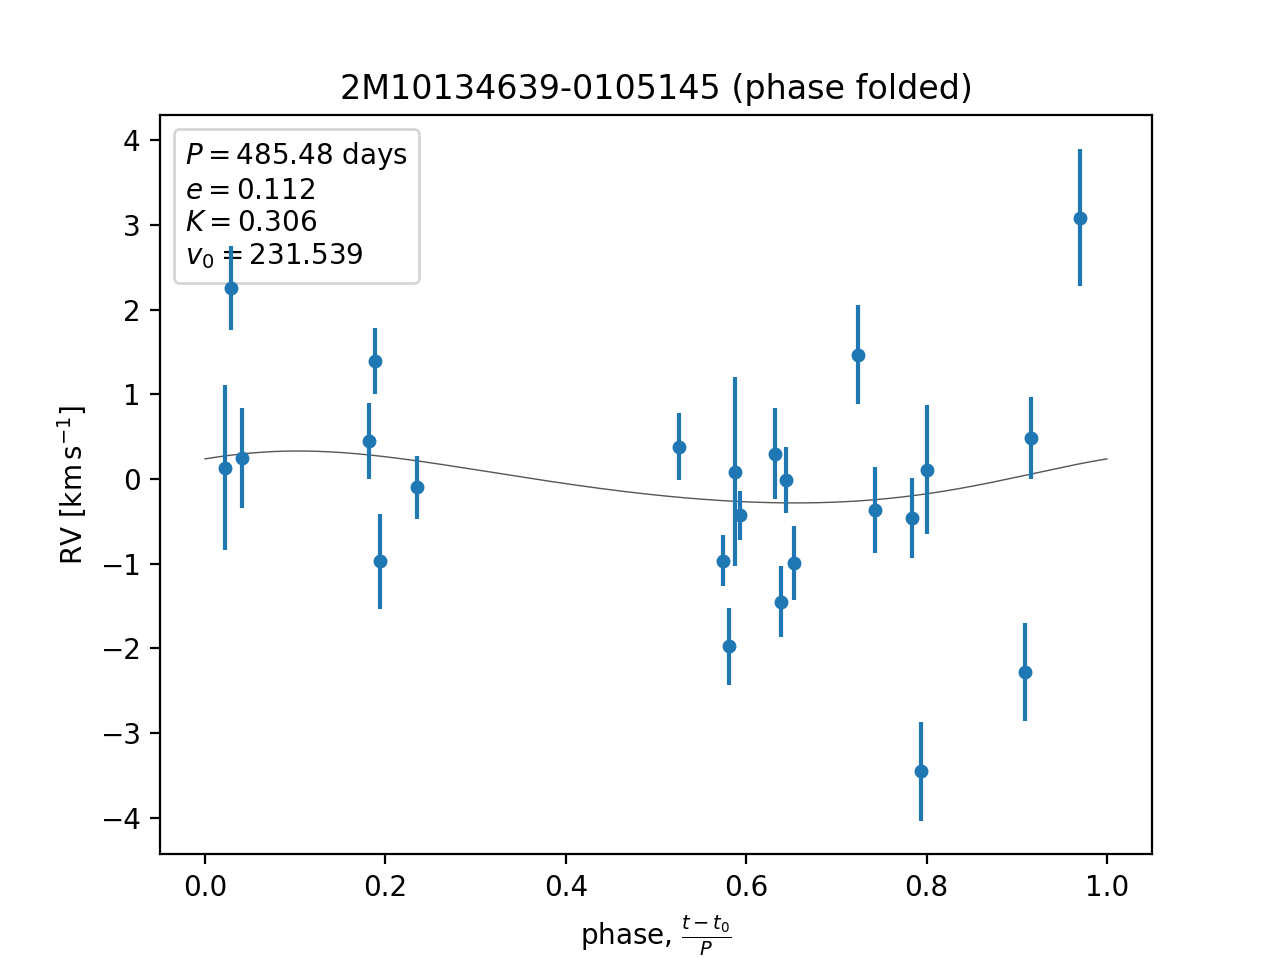 2M10134639-0105145 (phase folded)
P = 485.48 days
e = 0.112
K = 0.306
v₀ = 231.539
4
3
2
1
0
−1
−2
−3
−4
RV [km s⁻¹]
0.0 0.2 0.4 0.6 0.8 1.0
phase, (t − t₀)/P